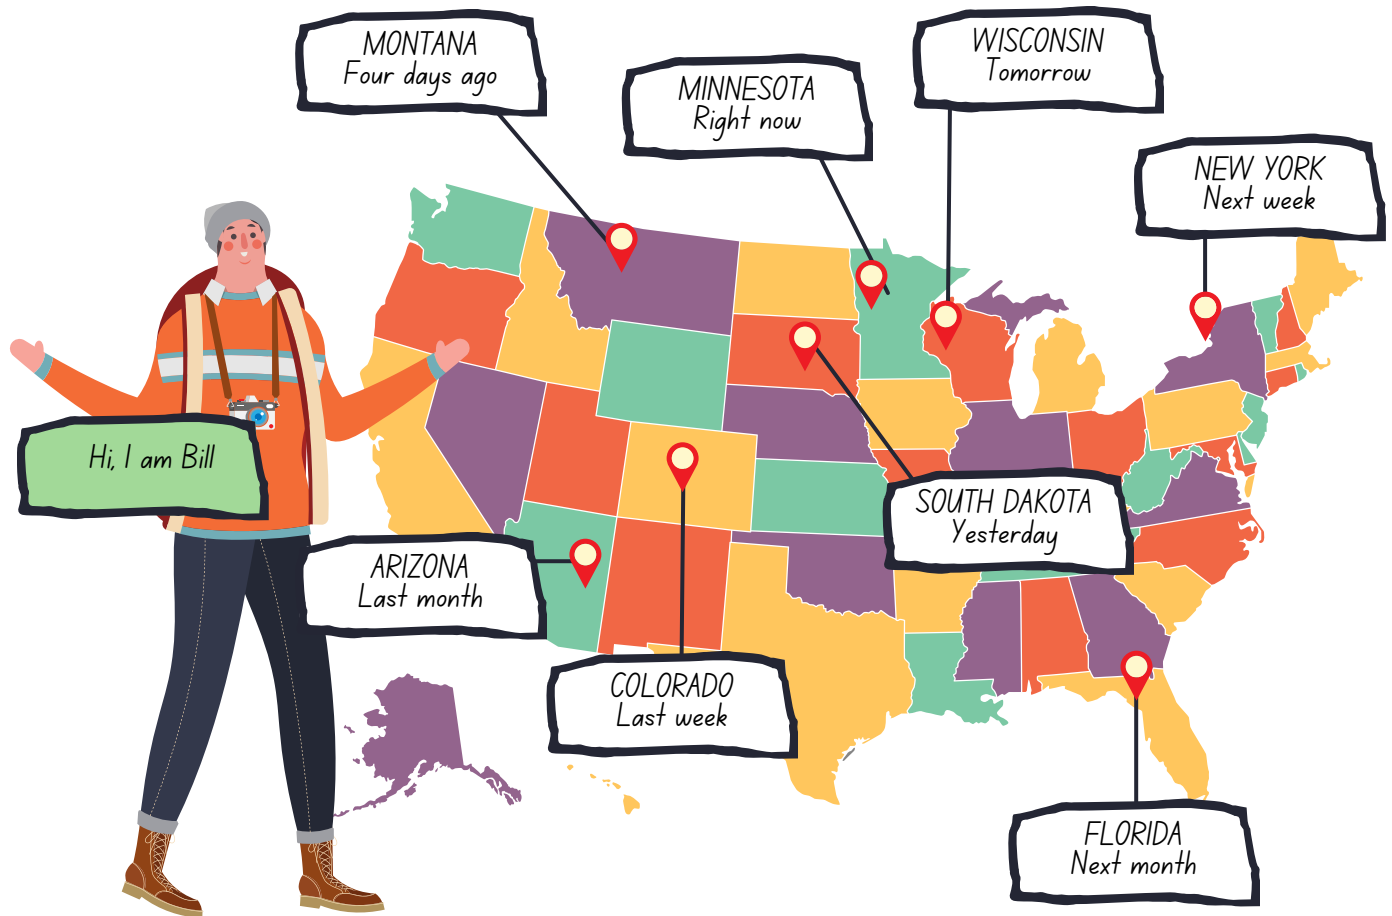 MONTANA
Four days ago
MINNESOTA
Right now
WISCONSIN
Tomorrow
NEW YORK
Next week
Hi, I am Bill
SOUTH DAKOTA
Yesterday
ARIZONA
Last month
COLORADO
Last week
FLORIDA
Next month